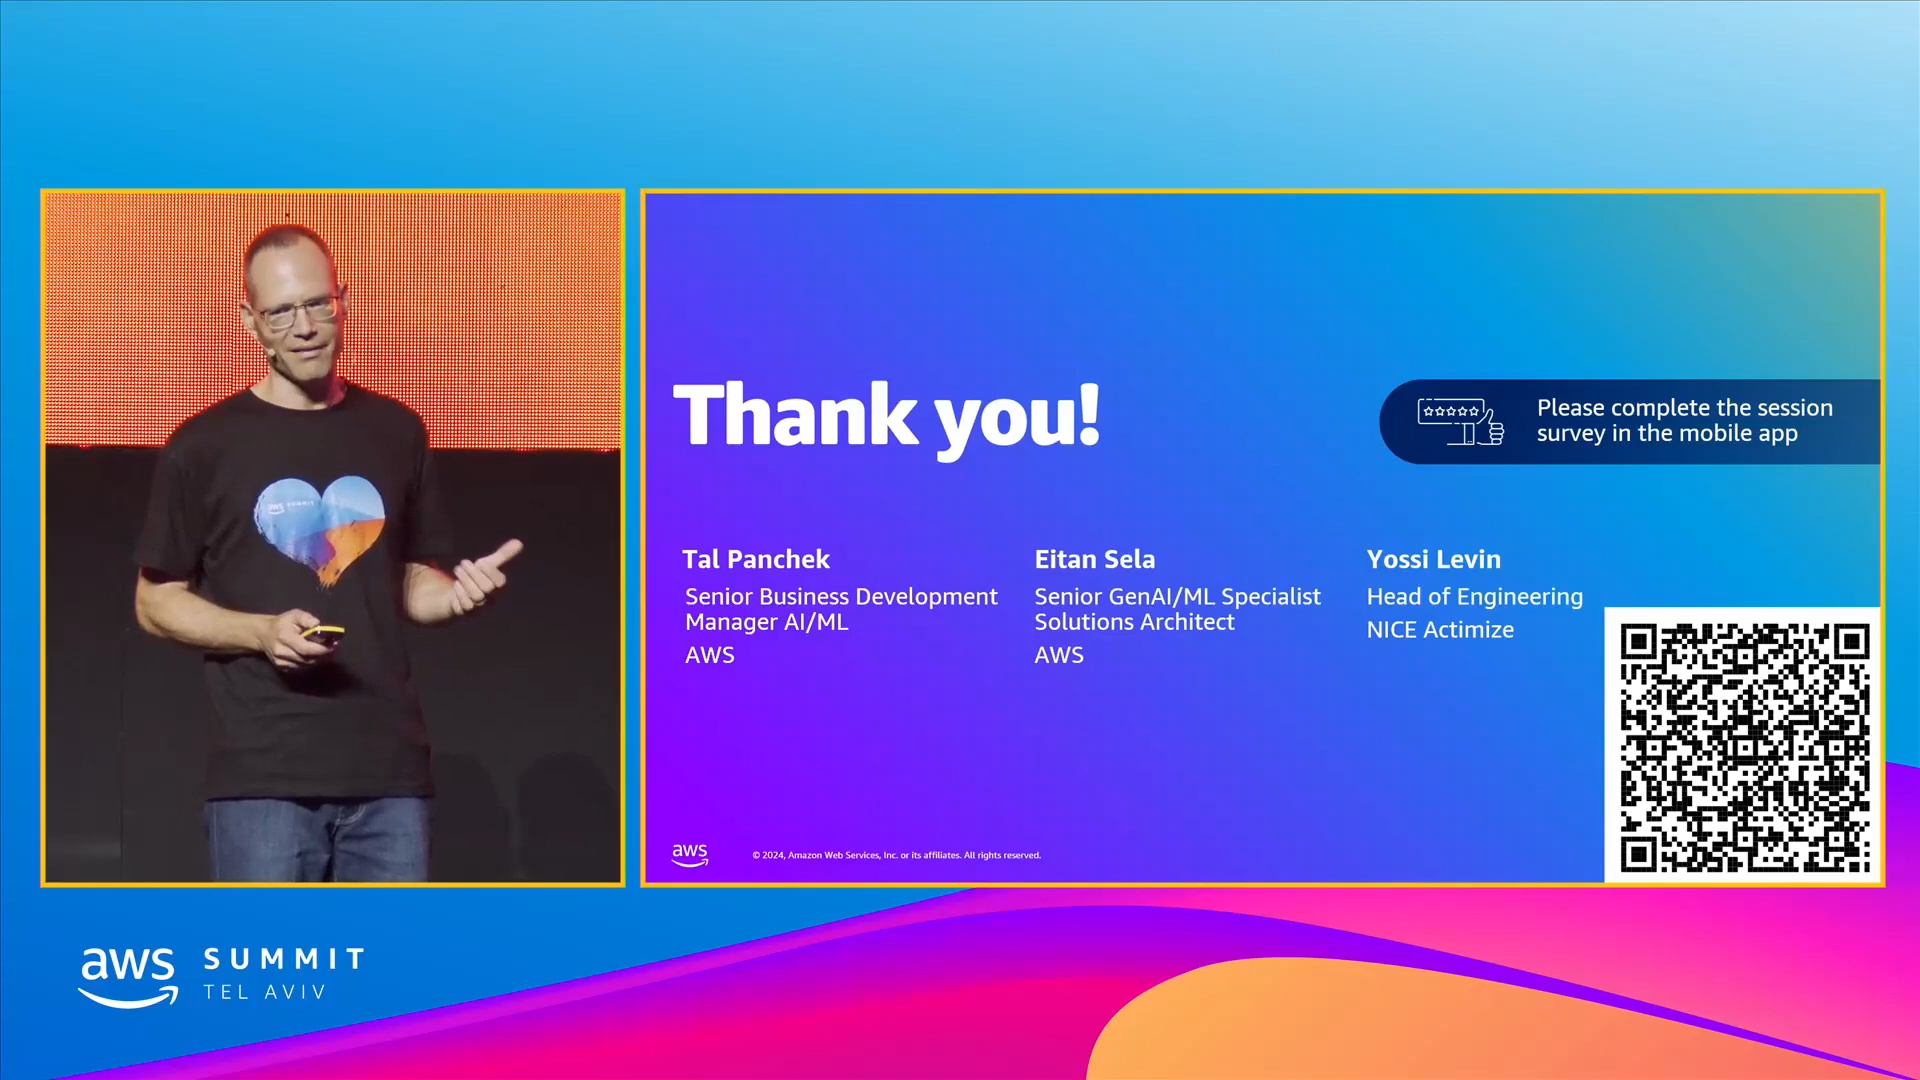 aws SUMMIT
Thank you!
Please complete the session
survey in the mobile app
Tal Panchek
Senior Business Development
Manager AI/ML
AWS
Eitan Sela
Senior GenAI/ML Specialist
Solutions Architect
AWS
Yossi Levin
Head of Engineering
NICE Actimize
aws
© 2024, Amazon Web Services, Inc. or its affiliates. All rights reserved.
aws SUMMIT
TEL AVIV